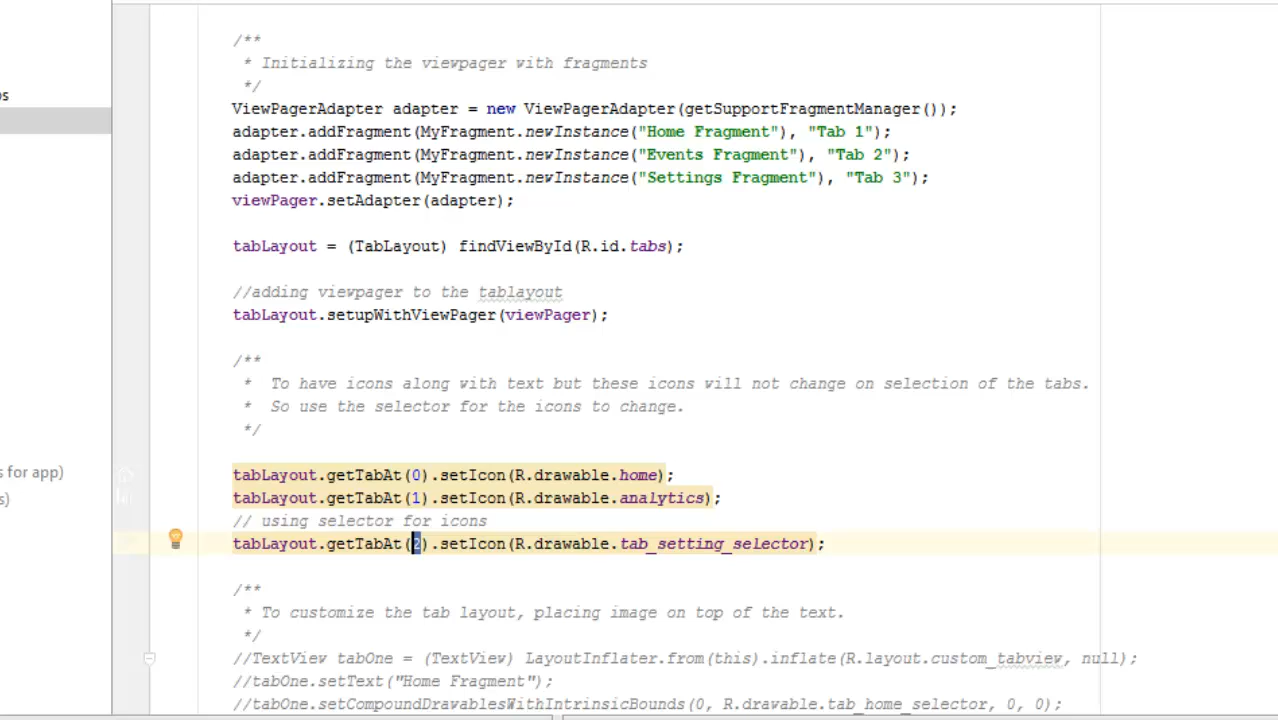 /**
* Initializing the viewpager with fragments
*/
ps
ViewPagerAdapter adapter = new ViewPagerAdapter(getSupportFragmentManager());
adapter.addFragment(MyFragment.newInstance("Home Fragment"), "Tab 1");
adapter.addFragment(MyFragment.newInstance("Events Fragment"), "Tab 2");
adapter.addFragment(MyFragment.newInstance("Settings Fragment"), "Tab 3");
viewPager.setAdapter(adapter);
tabLayout = (TabLayout) findViewById(R.id.tabs);
//adding viewpager to the tablayout
tabLayout.setupWithViewPager(viewPager);
/**
*  To have icons along with text but these icons will not change on selection of the tabs.
*  So use the selector for the icons to change.
*/
s for app)
tabLayout.getTabAt(0).setIcon(R.drawable.home);
s)
tabLayout.getTabAt(1).setIcon(R.drawable.analytics);
// using selector for icons
tabLayout.getTabAt(2).setIcon(R.drawable.tab_setting_selector);
/**
* To customize the tab layout, placing image on top of the text.
*/
//TextView tabOne = (TextView) LayoutInflater.from(this).inflate(R.layout.custom_tabview, null);
//tabOne.setText("Home Fragment");
//tabOne.setCompoundDrawablesWithIntrinsicBounds(0, R.drawable.tab_home_selector, 0, 0);